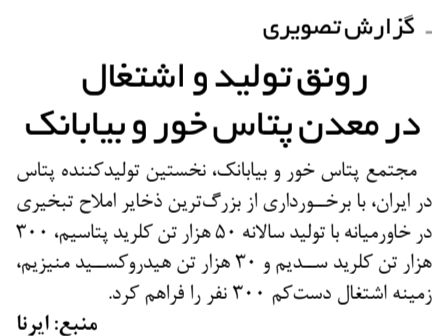 گزارش تصویری
رونق تولید و اشتغال
در معدن پتاس خور و بیابانک
مجتمع پتاس خور و بیابانک، نخستین تولیدکننده پتاس
در ایران، با برخورداری از بزرگ‌ترین ذخایر املاح تبخیری
در خاورمیانه با تولید سالانه ۵۰ هزار تن کلرید پتاسیم، ۳۰۰
هزار تن کلرید سدیم و ۳۰ هزار تن هیدروکسید منیزیم،
زمینه اشتغال دست‌کم ۳۰۰ نفر را فراهم کرد.
منبع: ایرنا